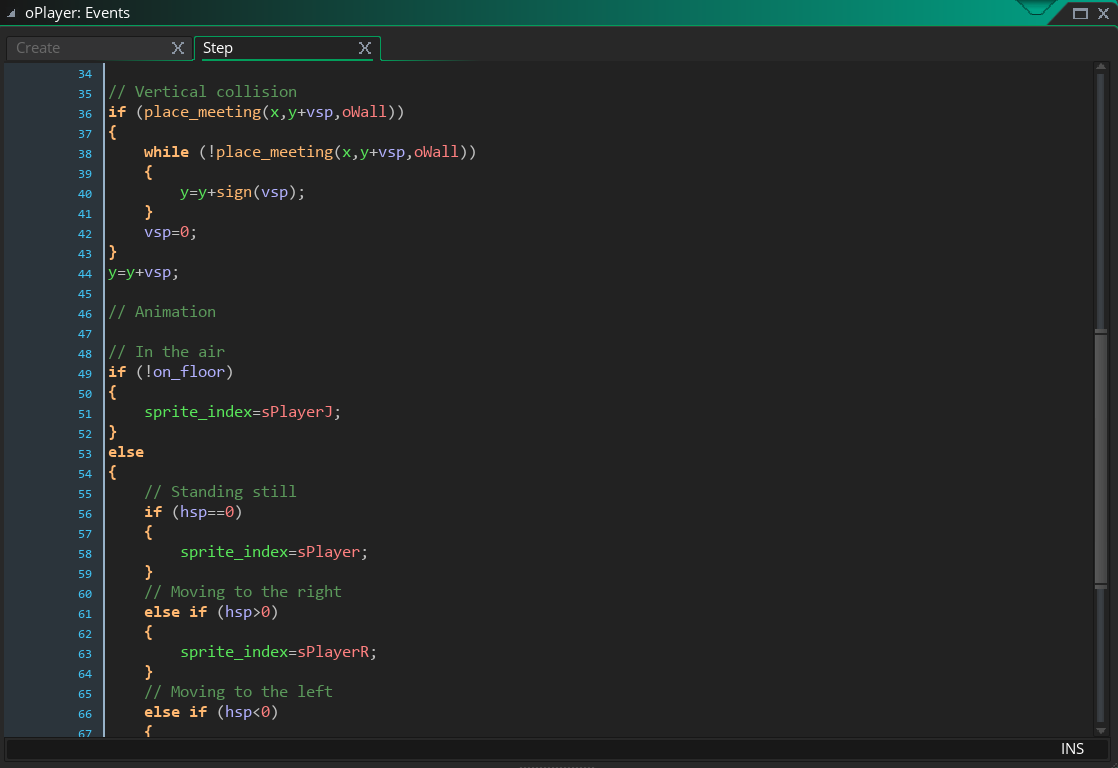 oPlayer: Events
Create
Step
34
35 // Vertical collision
36 if (place_meeting(x,y+vsp,oWall))
37 {
38     while (!place_meeting(x,y+vsp,oWall))
39     {
40         y=y+sign(vsp);
41     }
42     vsp=0;
43 }
44 y=y+vsp;
45
46 // Animation
47
48 // In the air
49 if (!on_floor)
50 {
51     sprite_index=sPlayerJ;
52 }
53 else
54 {
55     // Standing still
56     if (hsp==0)
57     {
58         sprite_index=sPlayer;
59     }
60     // Moving to the right
61     else if (hsp>0)
62     {
63         sprite_index=sPlayerR;
64     }
65     // Moving to the left
66     else if (hsp<0)
67     {
INS